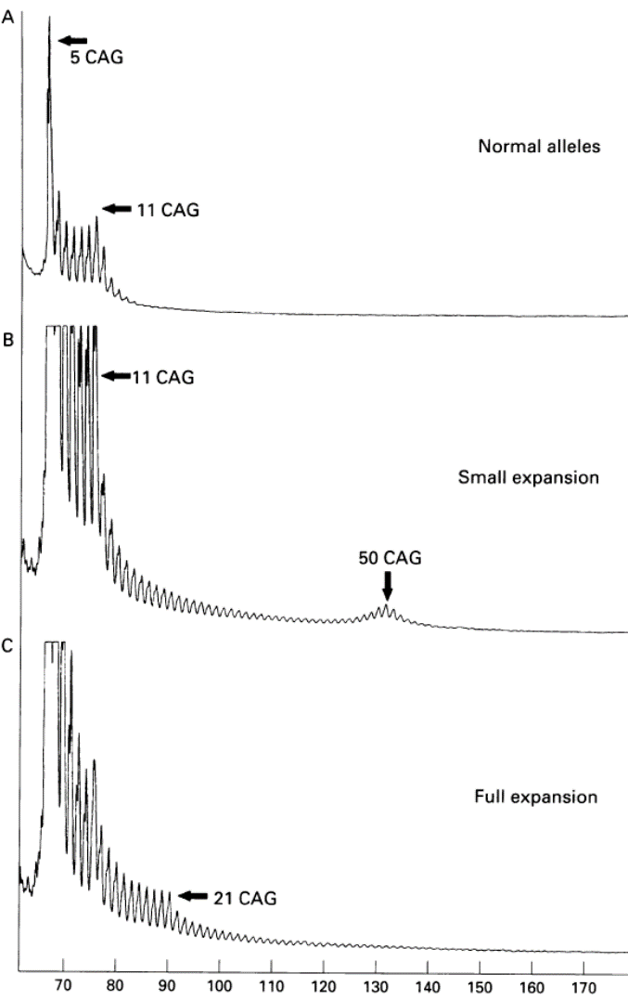 A
5 CAG
Normal alleles
11 CAG
B
11 CAG
Small expansion
50 CAG
C
Full expansion
21 CAG
70 80 90 100 110 120 130 140 150 160 170